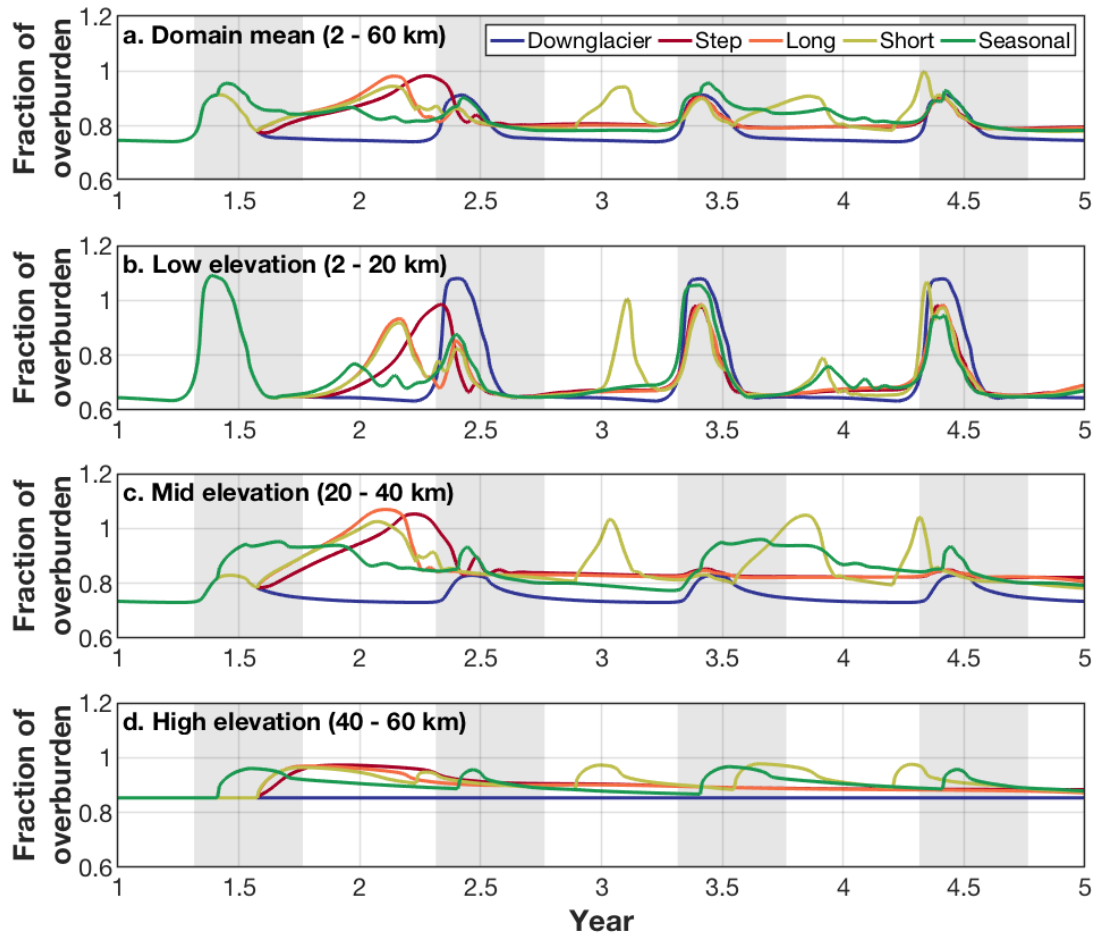 a. Domain mean (2 - 60 km)
Downglacier Step Long Short Seasonal
Fraction of
overburden
1.2
1
0.8
0.6
1 1.5 2 2.5 3 3.5 4 4.5 5
b. Low elevation (2 - 20 km)
Fraction of
overburden
1.2
1
0.8
0.6
1 1.5 2 2.5 3 3.5 4 4.5 5
c. Mid elevation (20 - 40 km)
Fraction of
overburden
1.2
1
0.8
0.6
1 1.5 2 2.5 3 3.5 4 4.5 5
d. High elevation (40 - 60 km)
Fraction of
overburden
1.2
1
0.8
0.6
1 1.5 2 2.5 3 3.5 4 4.5 5
Year